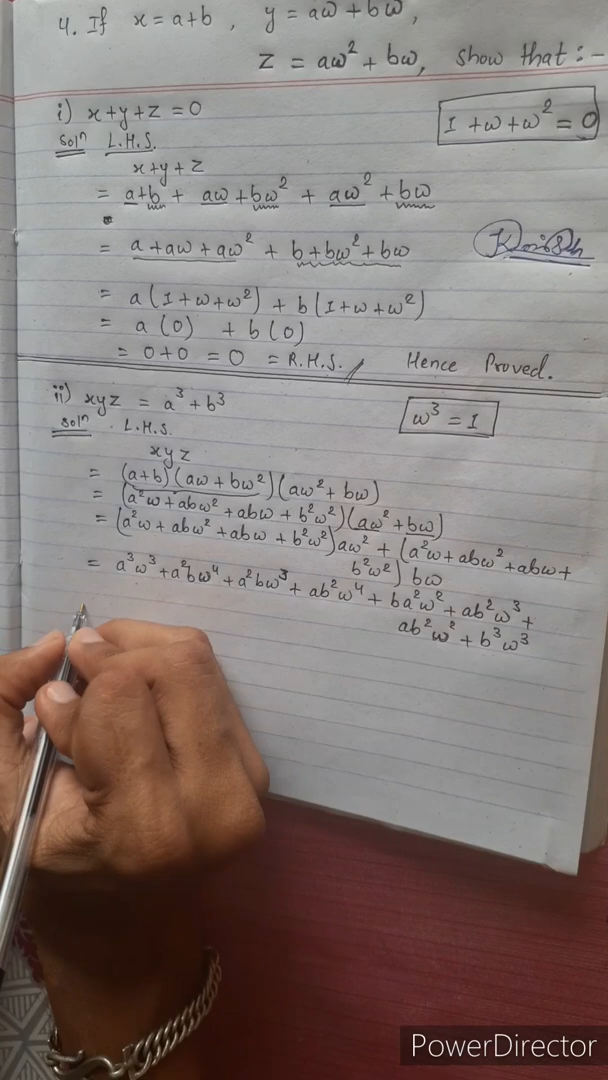 4. If x = a+b , y = aω + bω ,
z = aω² + bω, show that :-
i) x+y+z = 0
1 + ω + ω² = 0
Solⁿ L.H.S.
x+y+z
= a+b + aω + bω² + aω² + bω
= a + aω + aω² + b + bω² + bω
= a(1+ω+ω²) + b(1+ω+ω²)
= a (0) + b (0)
= 0+0 = 0 = R.H.S. Hence Proved.
ii) xyz = a³ + b³
ω³ = 1
Solⁿ . L.H.S.
xyz
= (a+b) (aω + bω²) (aω² + bω)
= (a²ω + abω² + abω + b²ω²) (aω² + bω)
= (a²ω + abω² + abω + b²ω²) aω² + (a²ω + abω² + abω +
b²ω²) bω
= a³ω³ + a²bω⁴ + a²bω³ + ab²ω⁴ + ba²ω² + ab²ω³ +
ab²ω² + b³ω³
PowerDirector